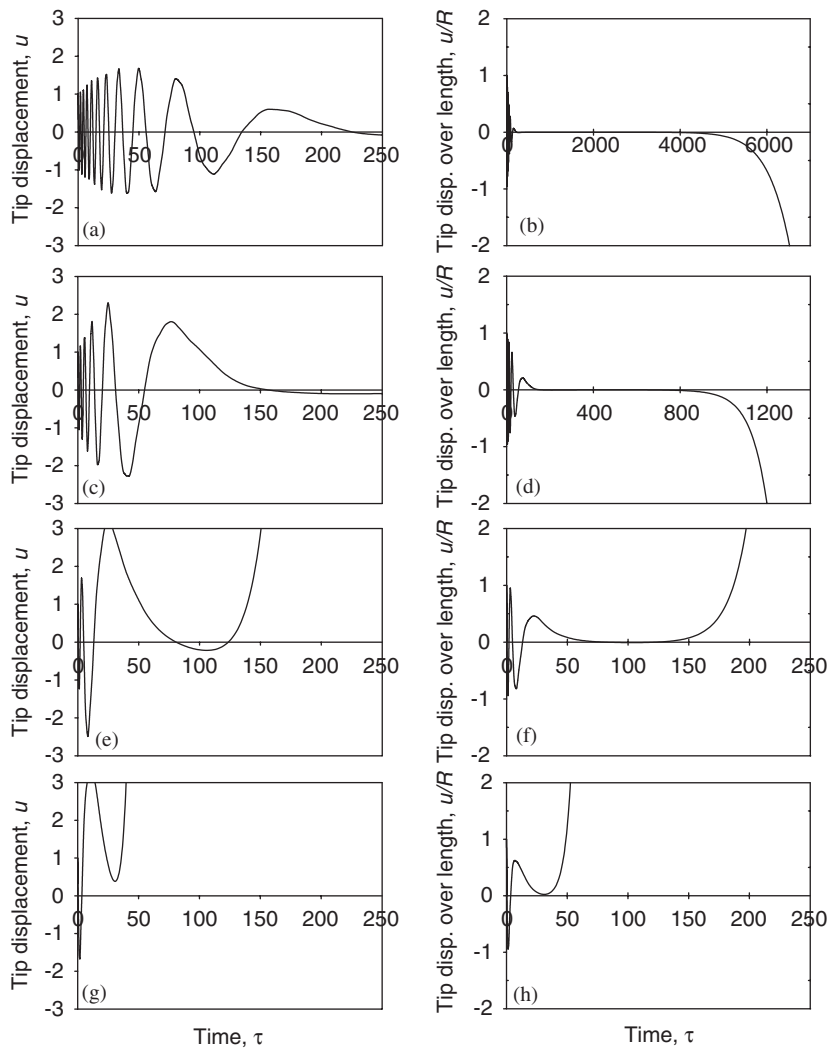 3
2
1
0
-1
-2
-3
0 50 100 150 200 250
Tip displacement, u
(a)
2
1
0
-1
-2
0 2000 4000 6000
Tip disp. over length, u/R
(b)
3
2
1
0
-1
-2
-3
0 50 100 150 200 250
Tip displacement, u
(c)
2
1
0
-1
-2
0 400 800 1200
Tip disp. over length, u/R
(d)
3
2
1
0
-1
-2
-3
0 50 100 150 200 250
Tip displacement, u
(e)
2
1
0
-1
-2
0 50 100 150 200 250
Tip disp. over length, u/R
(f)
3
2
1
0
-1
-2
-3
0 50 100 150 200 250
Tip displacement, u
(g)
Time, τ
2
1
0
-1
-2
0 50 100 150 200 250
Tip disp. over length, u/R
(h)
Time, τ